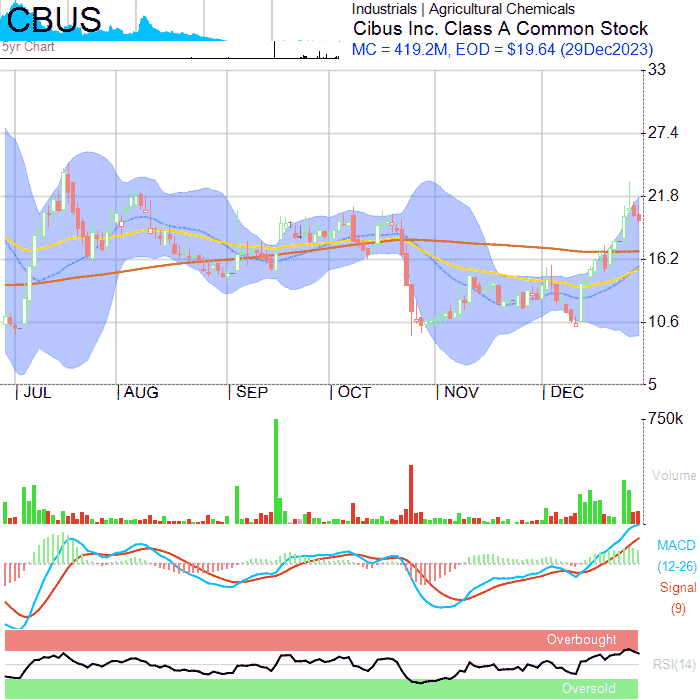 CBUS
Industrials | Agricultural Chemicals
Cibus Inc. Class A Common Stock
5yr Chart
MC = 419.2M, EOD = $19.64 (29Dec2023)
33
27.4
21.8
16.2
10.6
5
| JUL | AUG | SEP | OCT | NOV | DEC
750k
Volume
MACD
(12-26)
Signal
(9)
Overbought
RSI(14)
Oversold